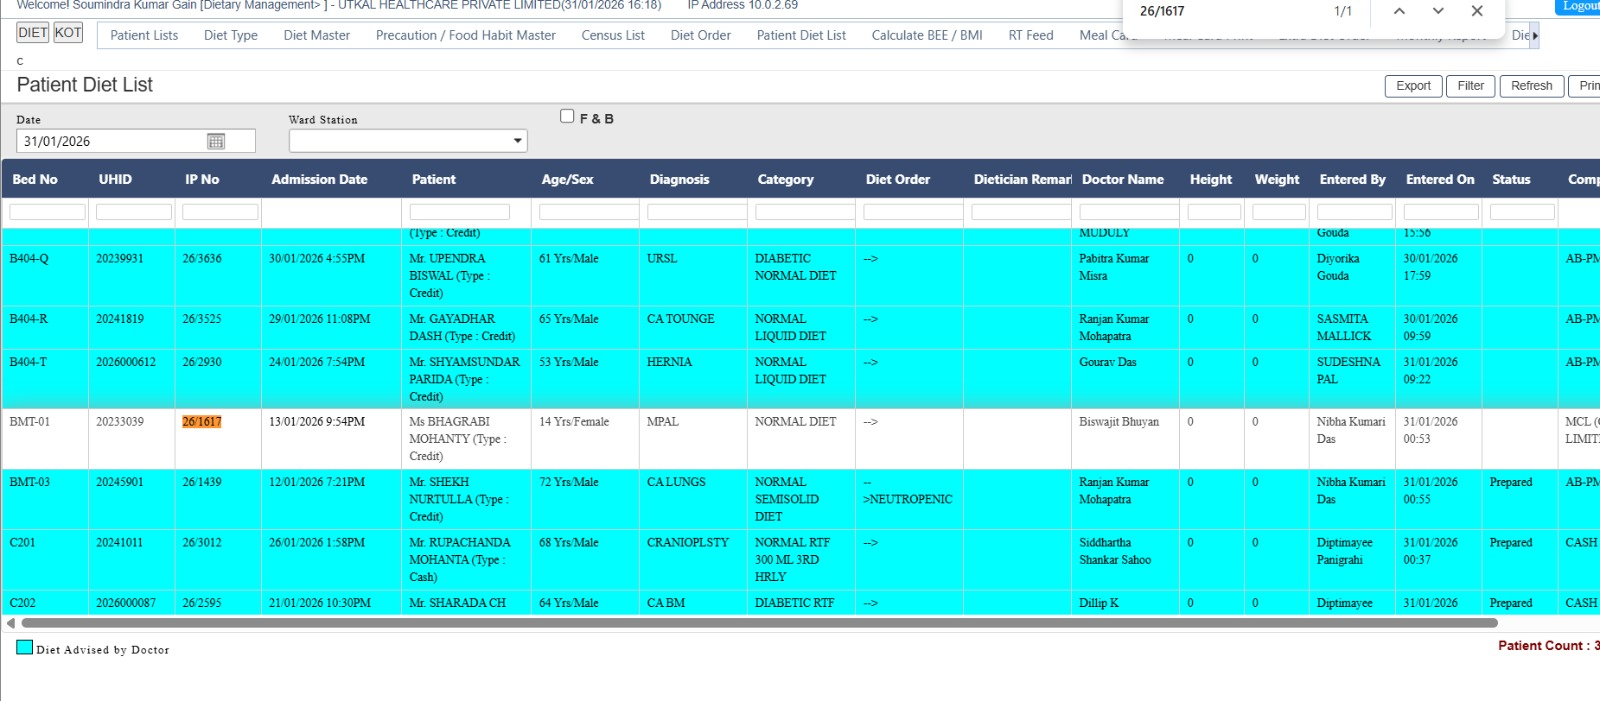 Welcome! Soumindra Kumar Gain [Dietary Management> ] - UTKAL HEALTHCARE PRIVATE LIMITED(31/01/2026 16:18) IP Address 10.0.2.69
26/1617 1/1
Logout
DIET KOT Patient Lists Diet Type Diet Master Precaution / Food Habit Master Census List Diet Order Patient Diet List Calculate BEE / BMI RT Feed Meal Card Die
c
Patient Diet List
Export Filter Refresh Prin
Date Ward Station F & B
31/01/2026
Bed No UHID IP No Admission Date Patient Age/Sex Diagnosis Category Diet Order Dietician Remar Doctor Name Height Weight Entered By Entered On Status Comp
(Type : Credit) MUDULY Gouda 15:56
B404-Q 20239931 26/3636 30/01/2026 4:55PM Mr. UPENDRA 61 Yrs/Male URSL DIABETIC --> Pabitra Kumar 0 0 Diyorika 30/01/2026 AB-PM
BISWAL (Type : NORMAL DIET Misra Gouda 17:59
Credit)
B404-R 20241819 26/3525 29/01/2026 11:08PM Mr. GAYADHAR 65 Yrs/Male CA TOUNGE NORMAL --> Ranjan Kumar 0 0 SASMITA 30/01/2026 AB-PM
DASH (Type : Credit) LIQUID DIET Mohapatra MALLICK 09:59
B404-T 2026000612 26/2930 24/01/2026 7:54PM Mr. SHYAMSUNDAR 53 Yrs/Male HERNIA NORMAL --> Gourav Das 0 0 SUDESHNA 31/01/2026 AB-PM
PARIDA (Type : LIQUID DIET PAL 09:22
Credit)
BMT-01 20233039 26/1617 13/01/2026 9:54PM Ms BHAGRABI 14 Yrs/Female MPAL NORMAL DIET --> Biswajit Bhuyan 0 0 Nibha Kumari 31/01/2026 MCL (
MOHANTY (Type : Das 00:53 LIMIT
Credit)
BMT-03 20245901 26/1439 12/01/2026 7:21PM Mr. SHEKH 72 Yrs/Male CA LUNGS NORMAL -- Ranjan Kumar 0 0 Nibha Kumari 31/01/2026 Prepared AB-PM
NURTULLA (Type : SEMISOLID >NEUTROPENIC Mohapatra Das 00:55
Credit) DIET
C201 20241011 26/3012 26/01/2026 1:58PM Mr. RUPACHANDA 68 Yrs/Male CRANIOPLSTY NORMAL RTF --> Siddhartha 0 0 Diptimayee 31/01/2026 Prepared CASH
MOHANTA (Type : 300 ML 3RD Shankar Sahoo Panigrahi 00:37
Cash) HRLY
C202 2026000087 26/2595 21/01/2026 10:30PM Mr. SHARADA CH 64 Yrs/Male CA BM DIABETIC RTF --> Dillip K 0 0 Diptimayee 31/01/2026 Prepared CASH
Diet Advised by Doctor Patient Count : 3